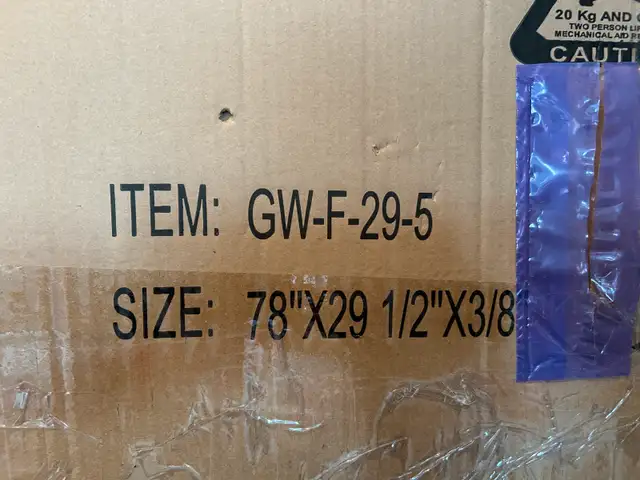 20 Kg AND
TWO PERSON
MECHANICAL AID
CAUTI
ITEM: GW-F-29-5
SIZE: 78"X29 1/2"X3/8